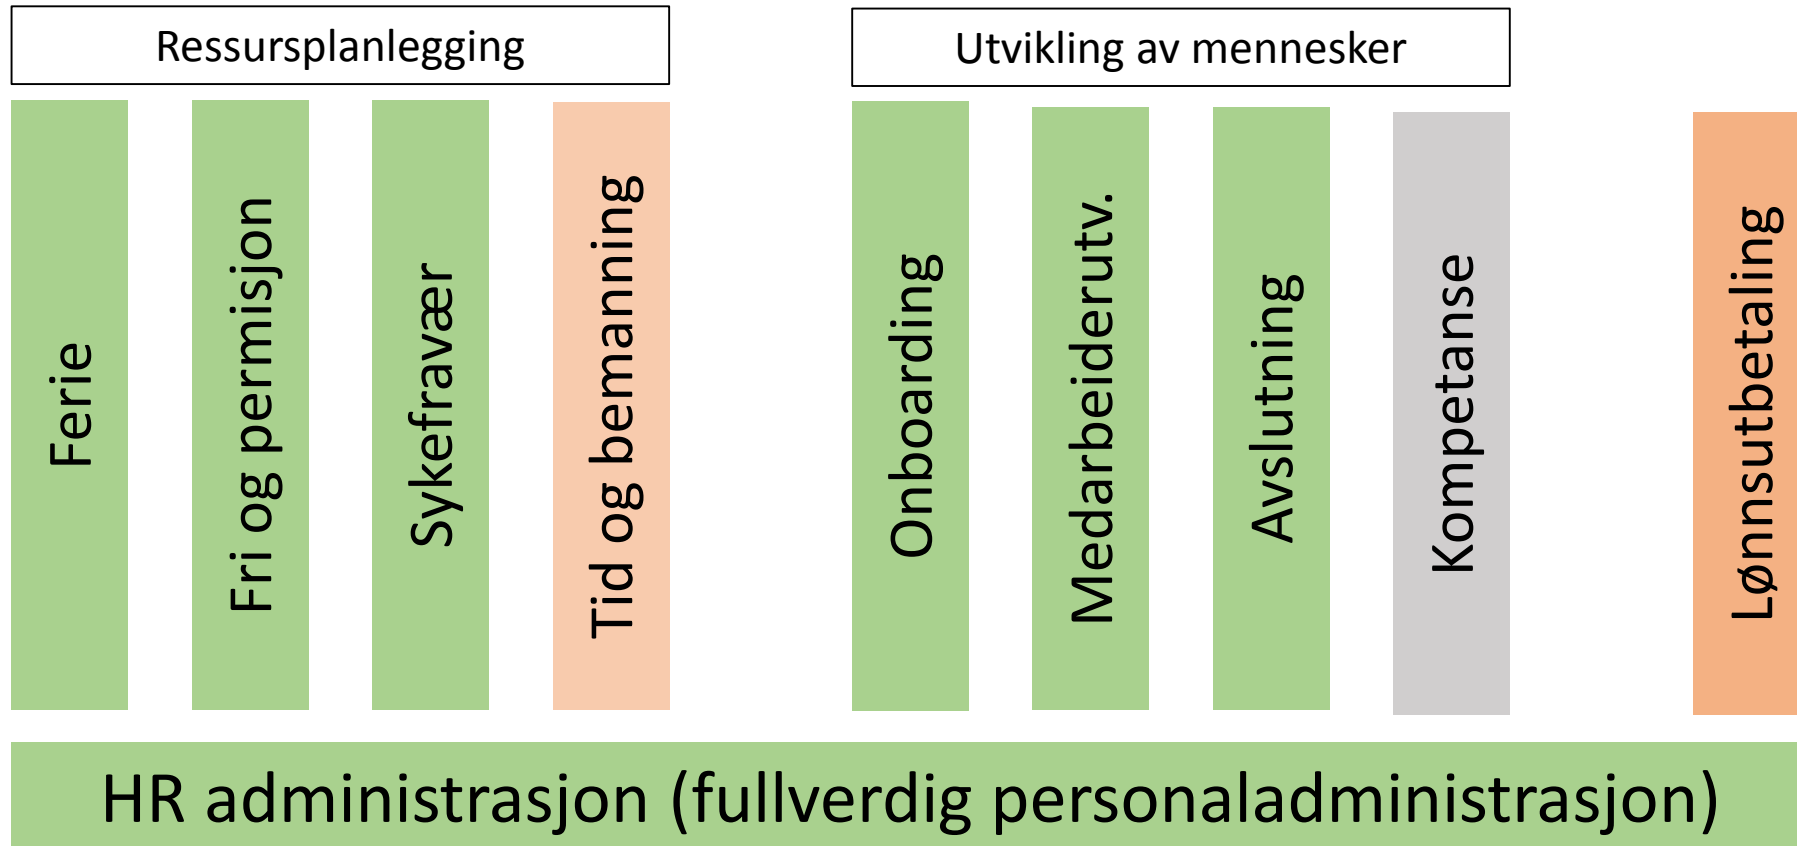 Ressursplanlegging
Utvikling av mennesker
Ferie
Fri og permisjon
Sykefravær
Tid og bemanning
Onboarding
Medarbeiderutv.
Avslutning
Kompetanse
Lønnsutbetaling
HR administrasjon (fullverdig personaladministrasjon)